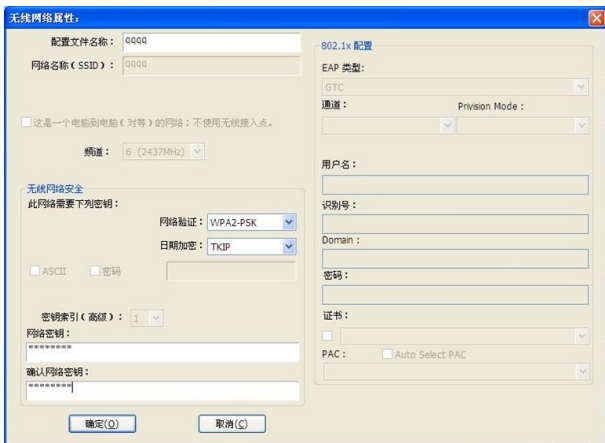 无线网络属性:
配置文件名称: qqqq
网络名称(SSID): qqqq
这是一个电脑到电脑(对等)的网络;不使用无线接入点。
频道: 6 (2437MHz)
无线网络安全
此网络需要下列密钥:
网络验证: WPA2-PSK
日期加密: TKIP
ASCII 密码
密钥索引(高级): 1
网络密钥:
********
确认网络密钥:
********
确定(O) 取消(C)
802.1x 配置
EAP 类型:
GTC
通道: Privision Mode:
用户名:
识别号:
Domain:
密码:
证书:
PAC: Auto Select PAC